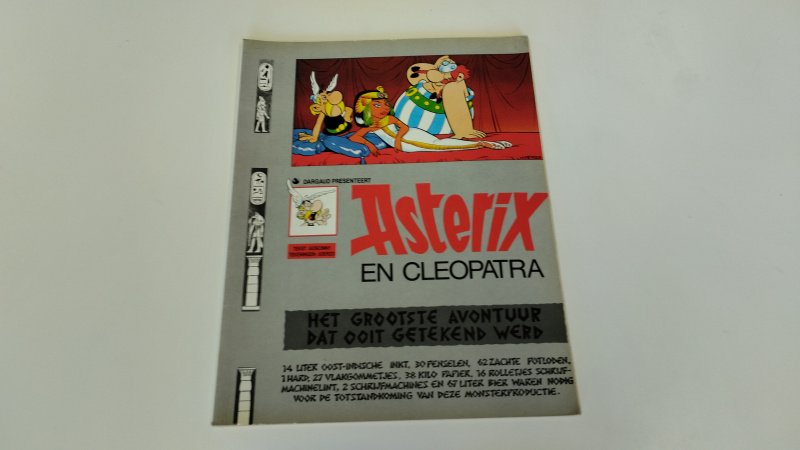 DARGAUD PRESENTEERT
TEKST GOSCINNY
TEKENINGEN UDERZO
Asterix
EN CLEOPATRA
HET GROOTSTE AVONTUUR
DAT OOIT GETEKEND WERD
14 LITER OOST-INDISCHE INKT, 30 PENSELEN, 62 ZACHTE POTLODEN,
1 HARD, 27 VLAKGOMMETJES, 38 KILO PAPIER, 16 ROLLETJES SCHRIJF-
MACHINELINT, 2 SCHRIJFMACHINES EN 67 LITER BIER WAREN NODIG
VOOR DE TOTSTANDKOMING VAN DEZE MONSTERPRODUCTIE.